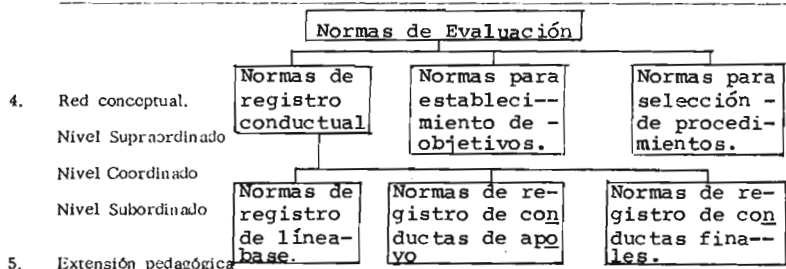 Normas de Evaluación
Normas de
registro
conductual
Normas para
estableci--
miento de -
objetivos.
Normas para
selección -
de procedi-
mientos.
4. Red conceptual.
Nivel Supraordinado
Nivel Coordinado
Nivel Subordinado
Normas de
registro
de línea-
base.
Normas de re-
gistro de con
ductas de apo
yo
Normas de re-
gistro de con
ductas fina--
les.
5. Extensión pedagógica